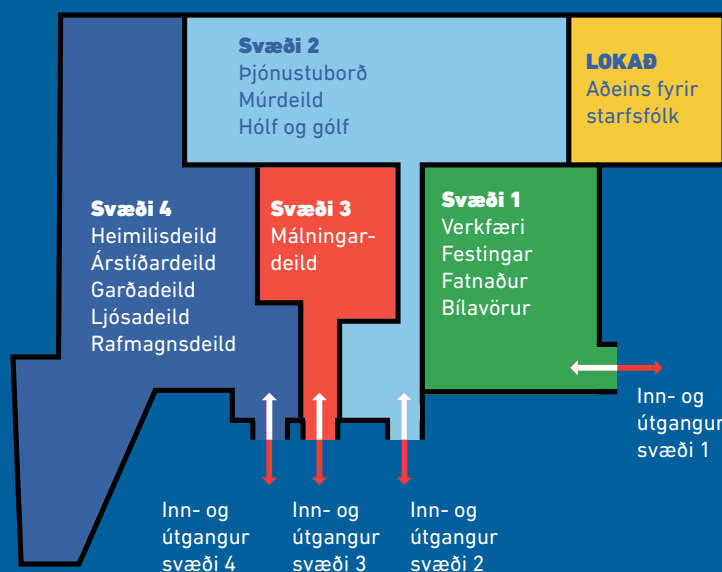 Svæði 2
Þjónustuborð
Múrdeild
Hólf og gólf
LOKAÐ
Aðeins fyrir
starfsfólk
Svæði 4
Heimilisdeild
Árstíðardeild
Garðadeild
Ljósadeild
Rafmagnsdeild
Svæði 3
Málningar-
deild
Svæði 1
Verkfæri
Festingar
Fatnaður
Bílavörur
Inn- og
útgangur
svæði 1
Inn- og
útgangur
svæði 4
Inn- og
útgangur
svæði 3
Inn- og
útgangur
svæði 2